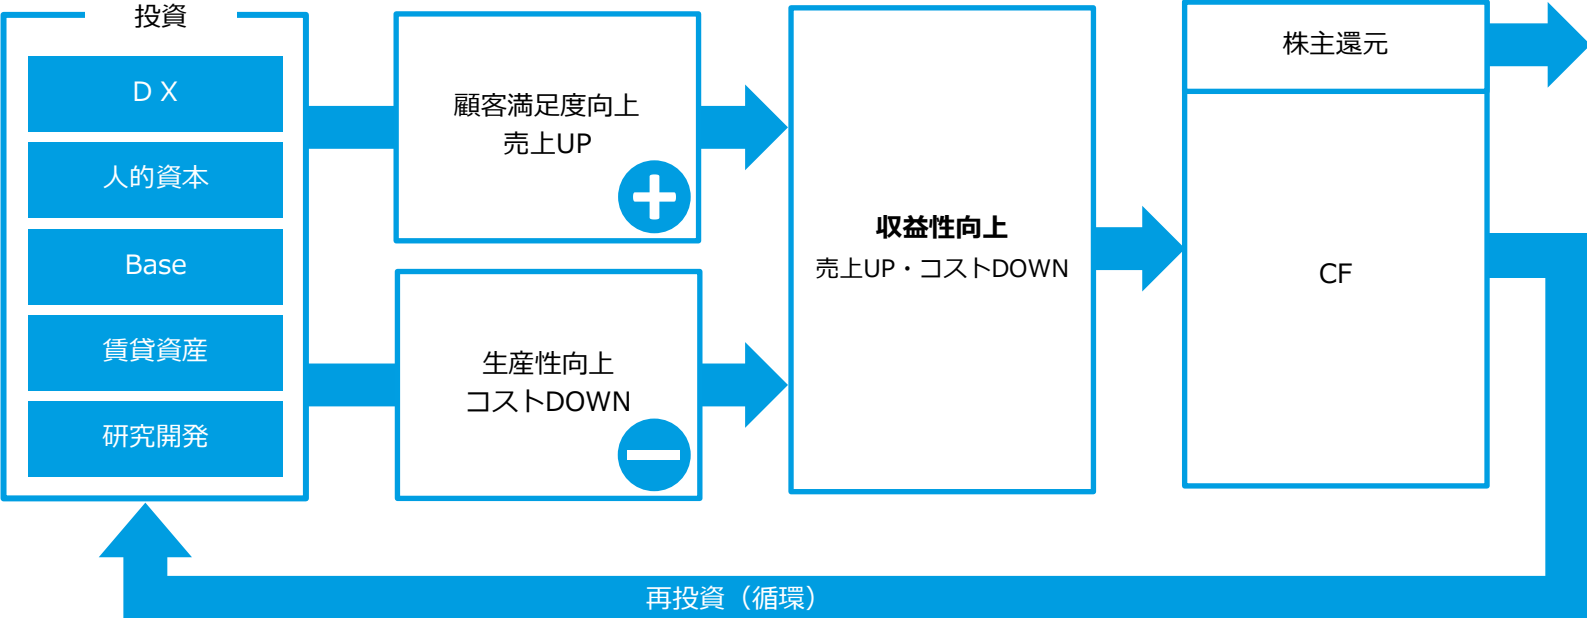 投資
ＤＸ
人的資本
Base
賃貸資産
研究開発
顧客満足度向上
売上UP
生産性向上
コストDOWN
収益性向上
売上UP・コストDOWN
株主還元
CF
再投資（循環）